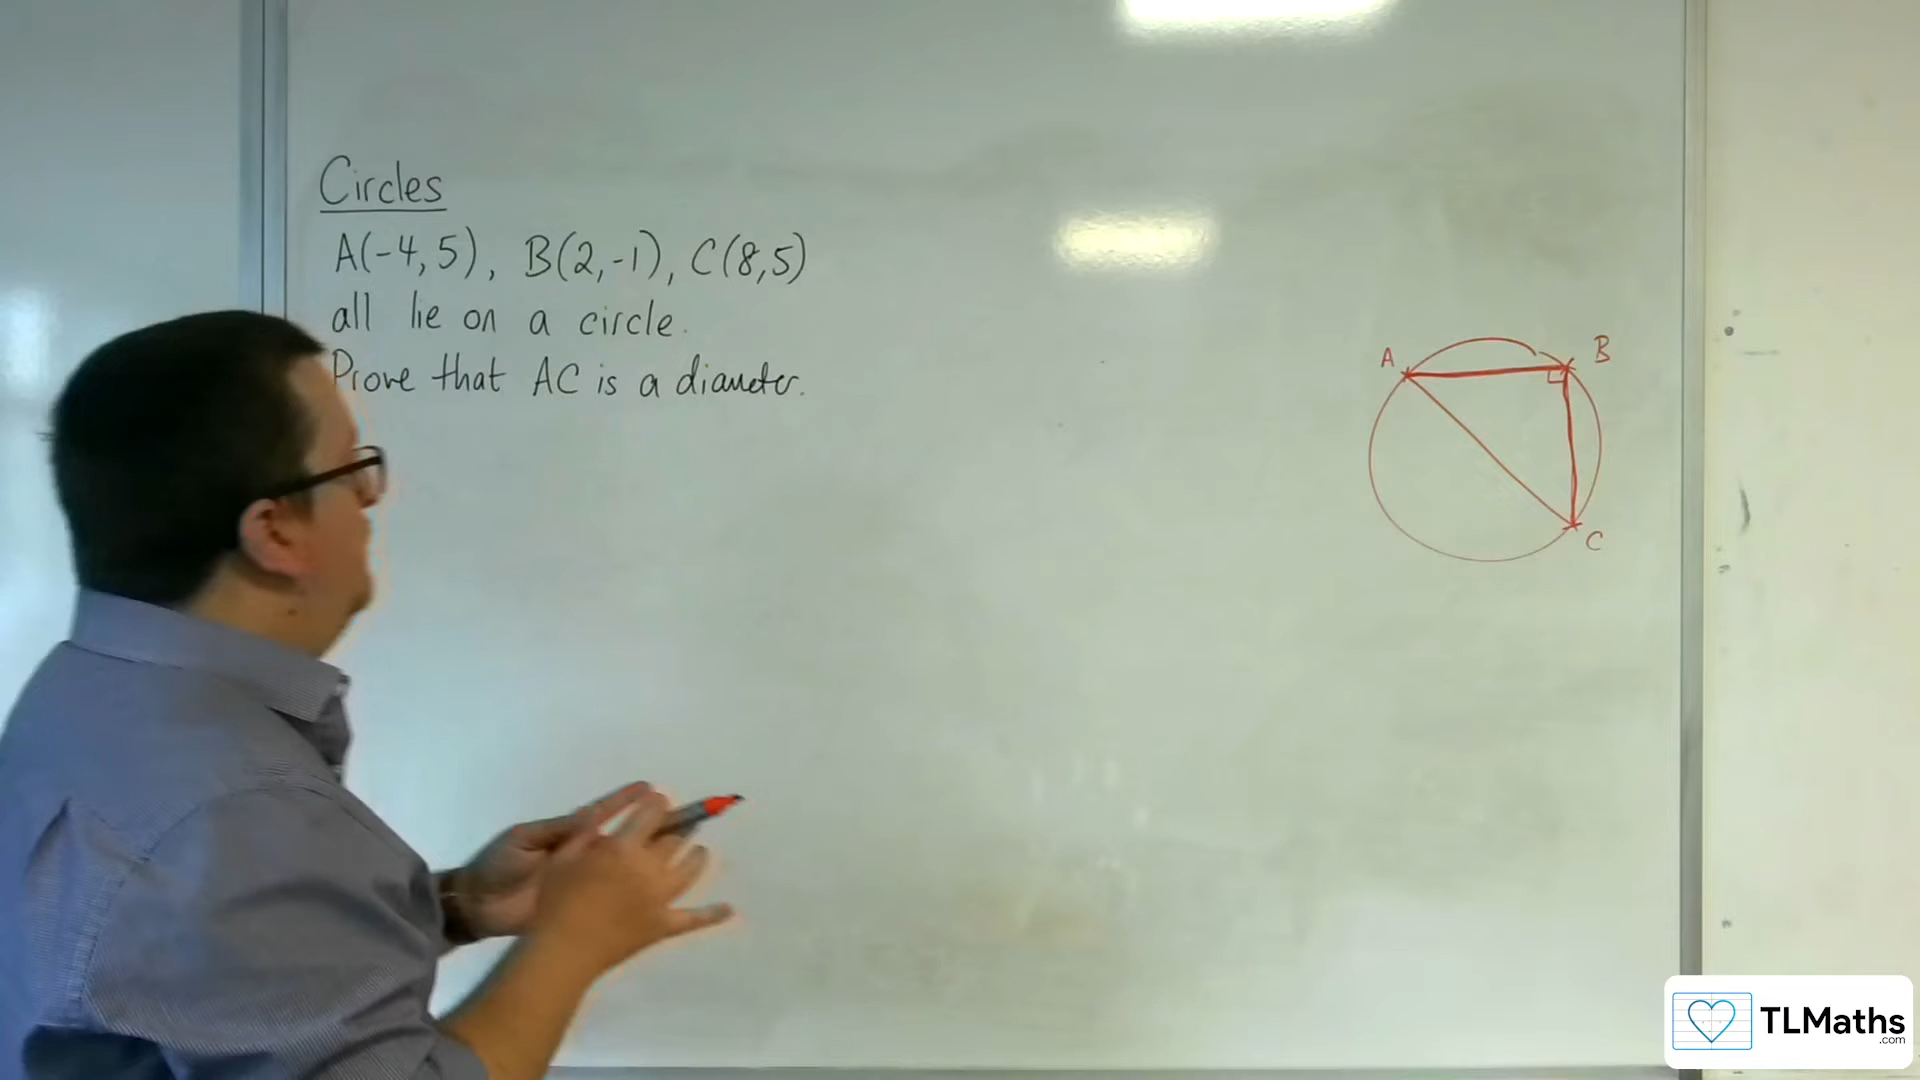 Circles
A(-4,5), B(2,-1), C(8,5)
all lie on a circle.
Prove that AC is a diameter.
A
B
C
TLMaths
.com